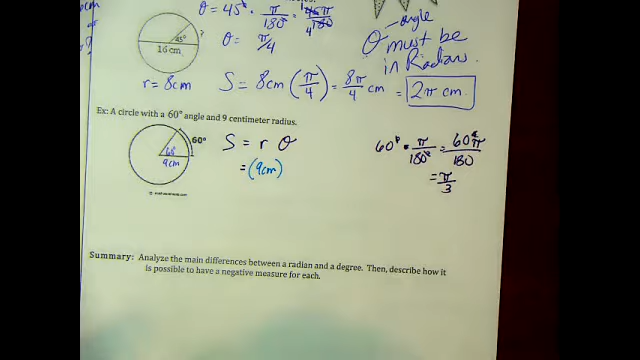 θ = 45° · π/180° = 45π/180
θ = π/4
45°
16 cm
r = 8cm
S = 8cm (π/4) = 8π/4 cm = 2π cm.
angle
θ must be
in Radian.
Ex: A circle with a 60° angle and 9 centimeter radius.
60°
60°
9cm
S = r θ
= (9cm)
60° · π/180° = 60π/180
= π/3
Summary: Analyze the main differences between a radian and a degree. Then, describe how it
is possible to have a negative measure for each.